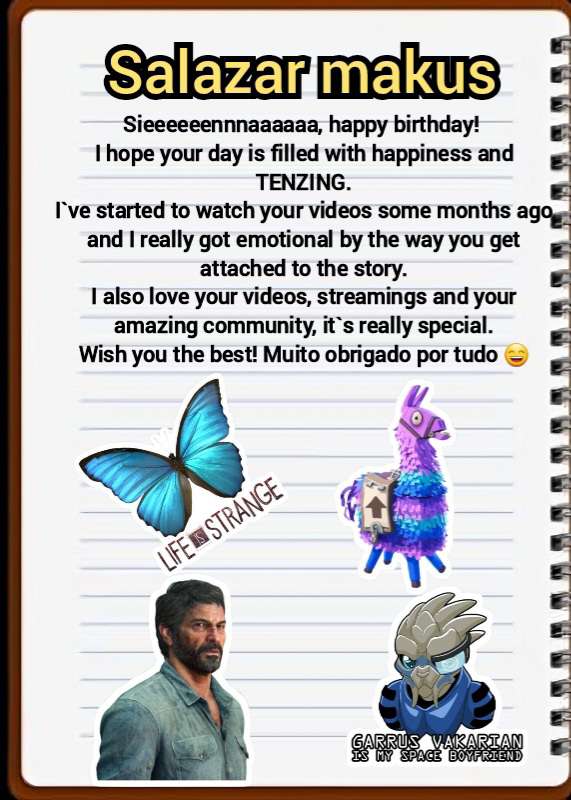 Salazar makus
Sieeeeeennnaaaaaa, happy birthday!
I hope your day is filled with happiness and
TENZING.
I`ve started to watch your videos some months ago
and I really got emotional by the way you get
attached to the story.
I also love your videos, streamings and your
amazing community, it`s really special.
Wish you the best! Muito obrigado por tudo 😄
LIFE IS STRANGE
GARRUS VAKARIAN
IS MY SPACE BOYFRIEND